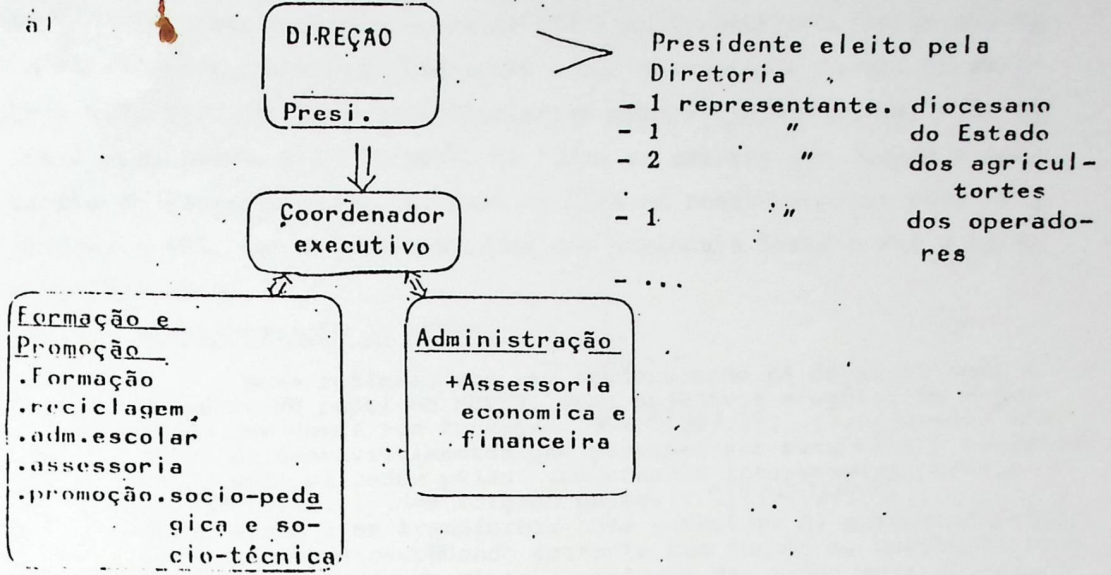 al
DIREÇÃO
Presi.
Presidente eleito pela
Diretoria
- 1 representante. diocesano
- 1 " do Estado
- 2 " dos agricul-
tortes
- 1 " dos operado-
res
- ...
Coordenador
executivo
Formação e
Promoção
.Formação
.reciclagem
.adm.escolar
.assessoria
.promoção.socio-peda
gica e so-
cio-técnica
Administração
+Assessoria
economica e
financeira